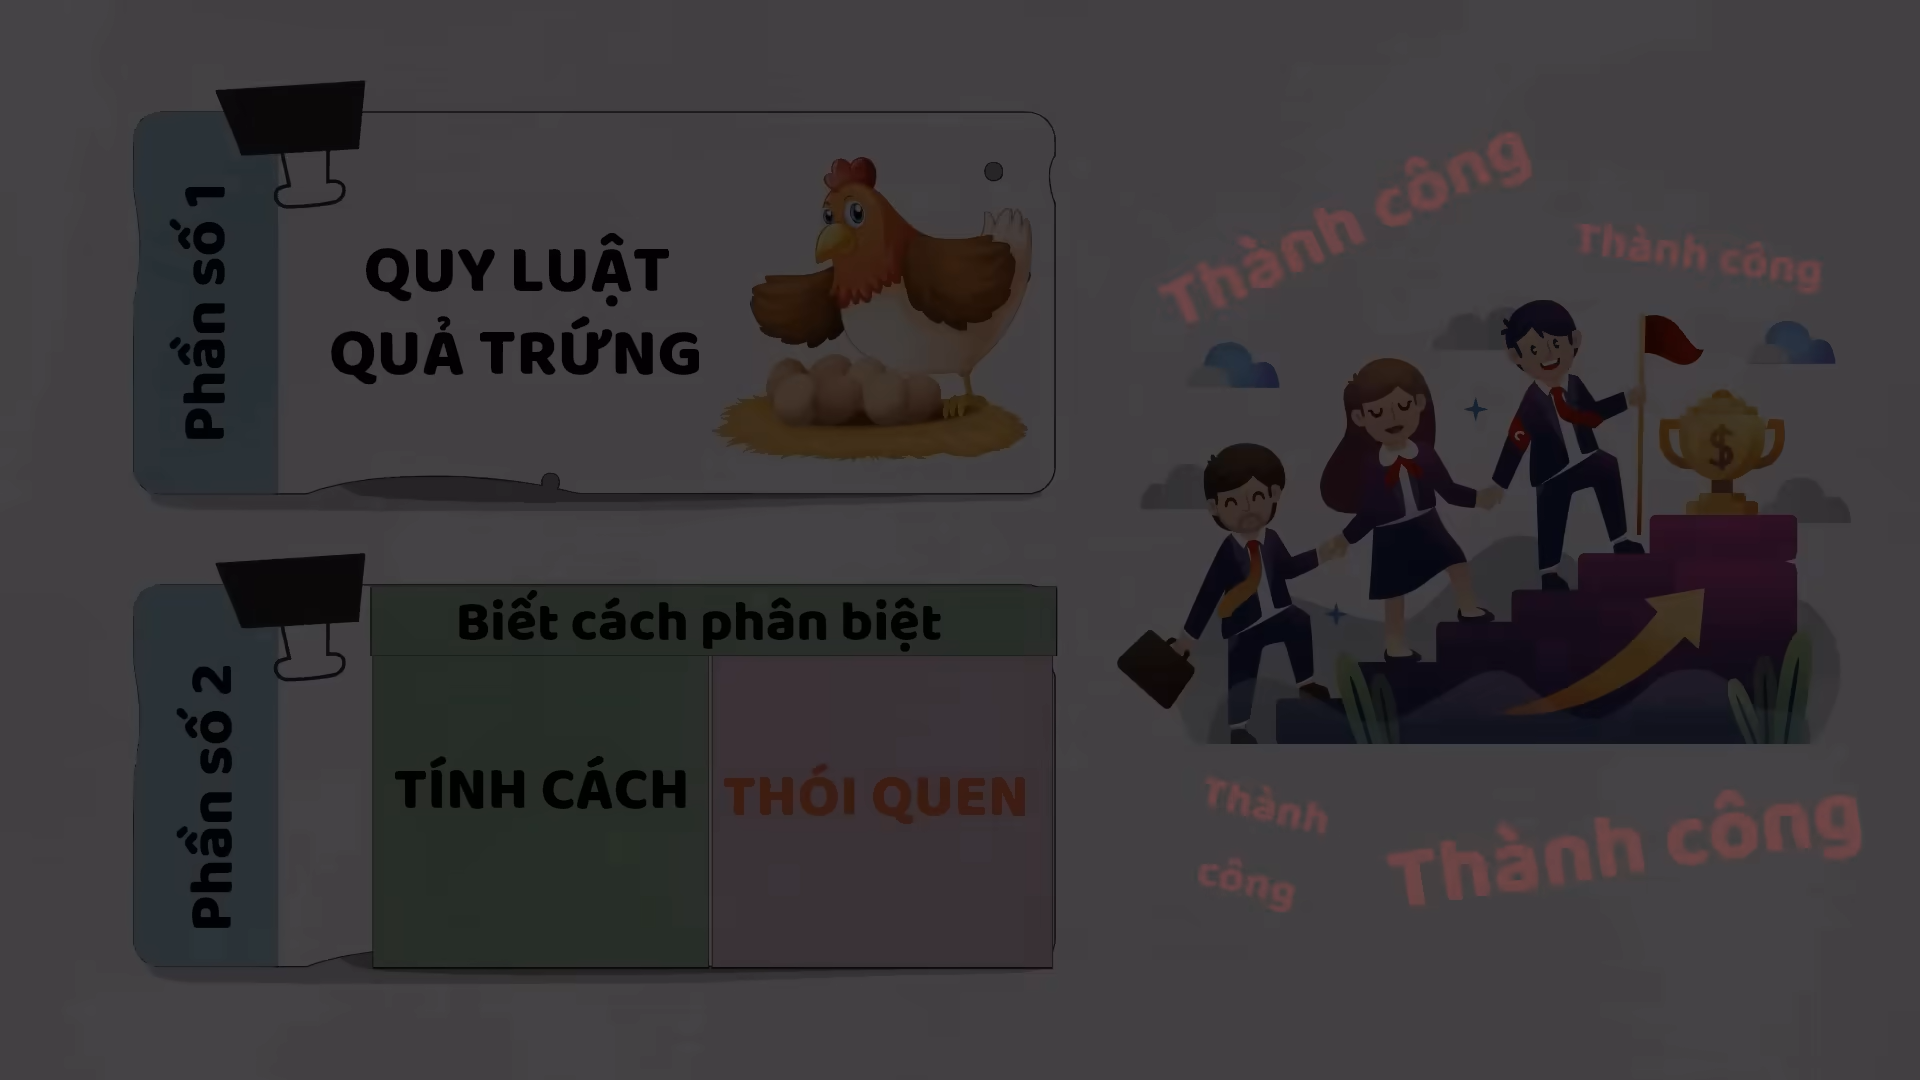 Phần số 1
QUY LUẬT
QUẢ TRỨNG
Phần số 2
Biết cách phân biệt
TÍNH CÁCH
THÓI QUEN
Thành công
Thành công
$
Thành
công
Thành công